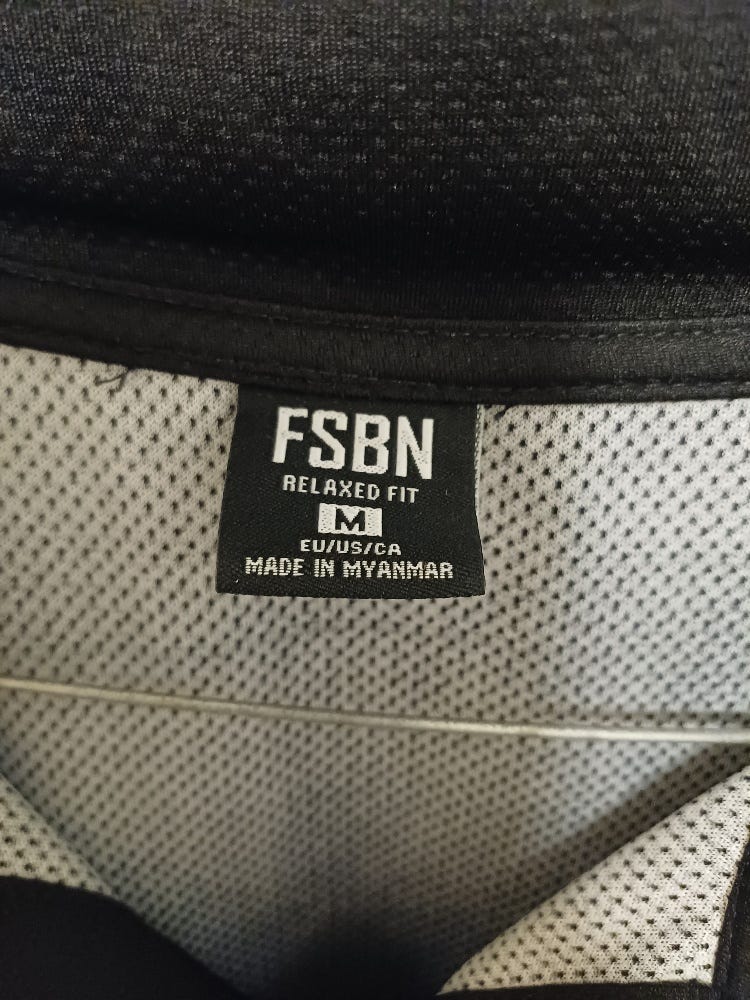 FSBN
RELAXED FIT
M
EU/US/CA
MADE IN MYANMAR